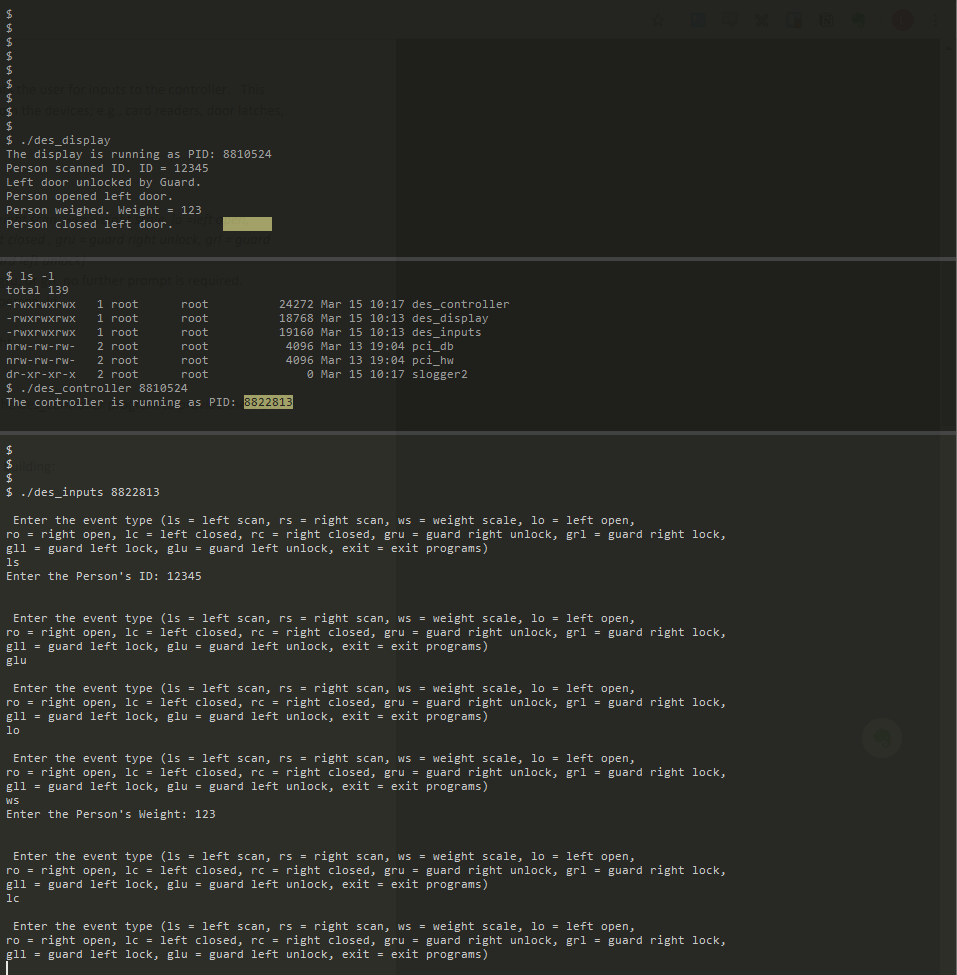 $
$
$
$
$
$
$
$
$
$ ./des_display
The display is running as PID: 8810524
Person scanned ID. ID = 12345
Left door unlocked by Guard.
Person opened left door.
Person weighed. Weight = 123
Person closed left door.
$ ls -l
total 139
-rwxrwxrwx   1 root      root          24272 Mar 15 10:17 des_controller
-rwxrwxrwx   1 root      root          18768 Mar 15 10:13 des_display
-rwxrwxrwx   1 root      root          19160 Mar 15 10:13 des_inputs
nrw-rw-rw-   2 root      root           4096 Mar 13 19:04 pci_db
nrw-rw-rw-   2 root      root           4096 Mar 13 19:04 pci_hw
dr-xr-xr-x   2 root      root              0 Mar 15 10:17 slogger2
$ ./des_controller 8810524
The controller is running as PID: 8822813
$
$
$
$ ./des_inputs 8822813
Enter the event type (ls = left scan, rs = right scan, ws = weight scale, lo = left open,
ro = right open, lc = left closed, rc = right closed, gru = guard right unlock, grl = guard right lock,
gll = guard left lock, glu = guard left unlock, exit = exit programs)
ls
Enter the Person's ID: 12345
Enter the event type (ls = left scan, rs = right scan, ws = weight scale, lo = left open,
ro = right open, lc = left closed, rc = right closed, gru = guard right unlock, grl = guard right lock,
gll = guard left lock, glu = guard left unlock, exit = exit programs)
glu
Enter the event type (ls = left scan, rs = right scan, ws = weight scale, lo = left open,
ro = right open, lc = left closed, rc = right closed, gru = guard right unlock, grl = guard right lock,
gll = guard left lock, glu = guard left unlock, exit = exit programs)
lo
Enter the event type (ls = left scan, rs = right scan, ws = weight scale, lo = left open,
ro = right open, lc = left closed, rc = right closed, gru = guard right unlock, grl = guard right lock,
gll = guard left lock, glu = guard left unlock, exit = exit programs)
ws
Enter the Person's Weight: 123
Enter the event type (ls = left scan, rs = right scan, ws = weight scale, lo = left open,
ro = right open, lc = left closed, rc = right closed, gru = guard right unlock, grl = guard right lock,
gll = guard left lock, glu = guard left unlock, exit = exit programs)
lc
Enter the event type (ls = left scan, rs = right scan, ws = weight scale, lo = left open,
ro = right open, lc = left closed, rc = right closed, gru = guard right unlock, grl = guard right lock,
gll = guard left lock, glu = guard left unlock, exit = exit programs)